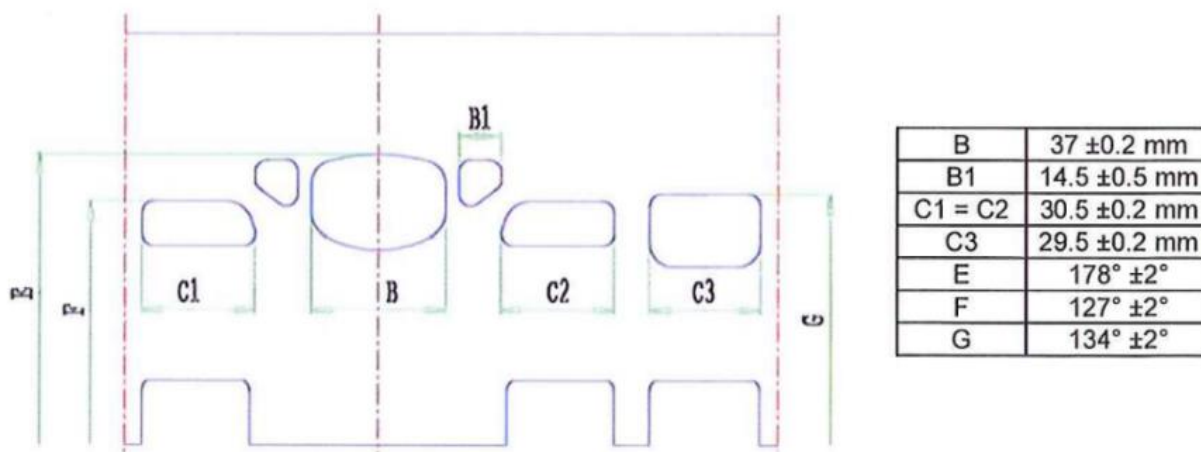 B1
E
F
C1
B
C2
C3
G
B 37 ±0.2 mm
B1 14.5 ±0.5 mm
C1 = C2 30.5 ±0.2 mm
C3 29.5 ±0.2 mm
E 178° ±2°
F 127° ±2°
G 134° ±2°